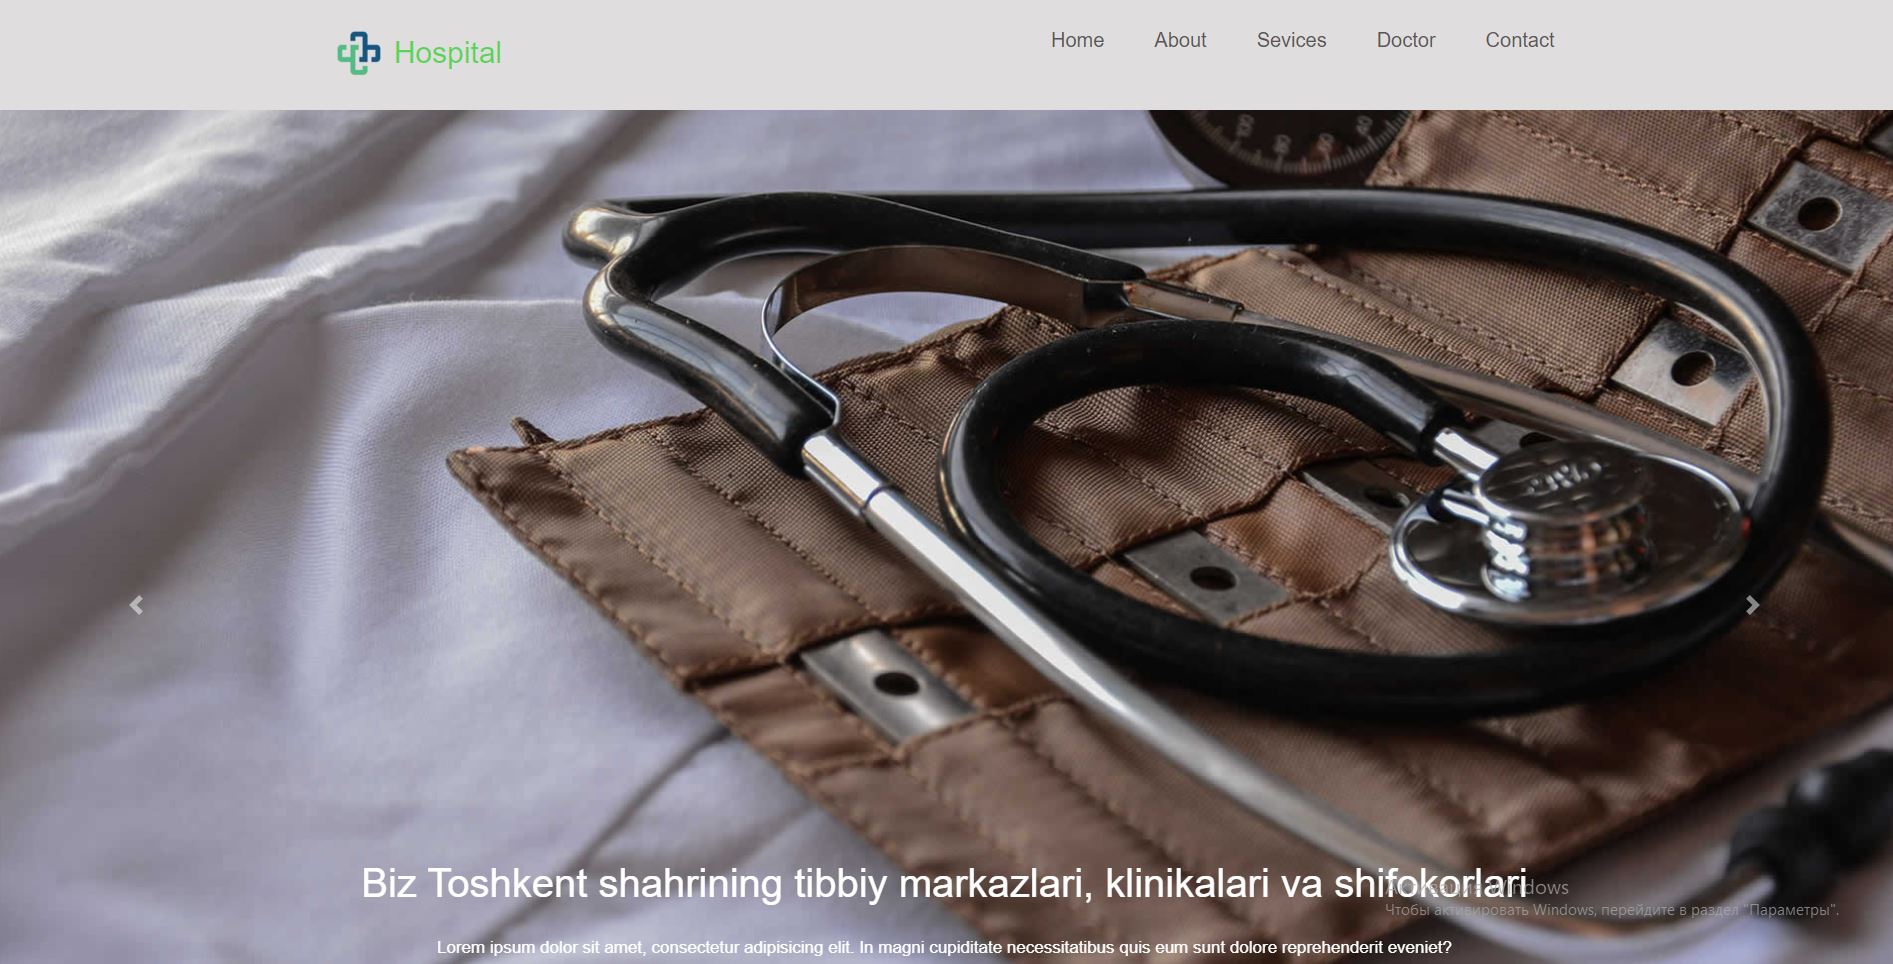 Hospital
Home About Sevices Doctor Contact
Biz Toshkent shahrining tibbiy markazlari, klinikalari va shifokorlari
Активация Windows
Чтобы активировать Windows, перейдите в раздел "Параметры".
Lorem ipsum dolor sit amet, consectetur adipisicing elit. In magni cupiditate necessitatibus quis eum sunt dolore reprehenderit eveniet?